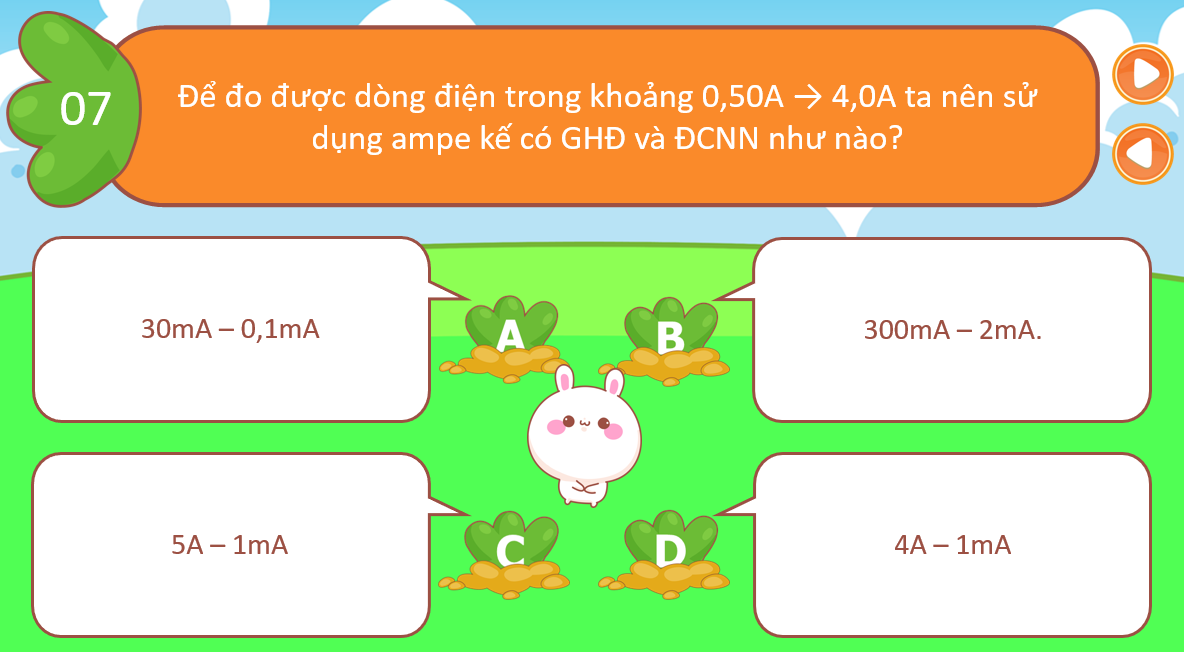 07
Để đo được dòng điện trong khoảng 0,50A → 4,0A ta nên sử
dụng ampe kế có GHĐ và ĐCNN như nào?
30mA – 0,1mA
A
B
300mA – 2mA.
5A – 1mA
C
D
4A – 1mA